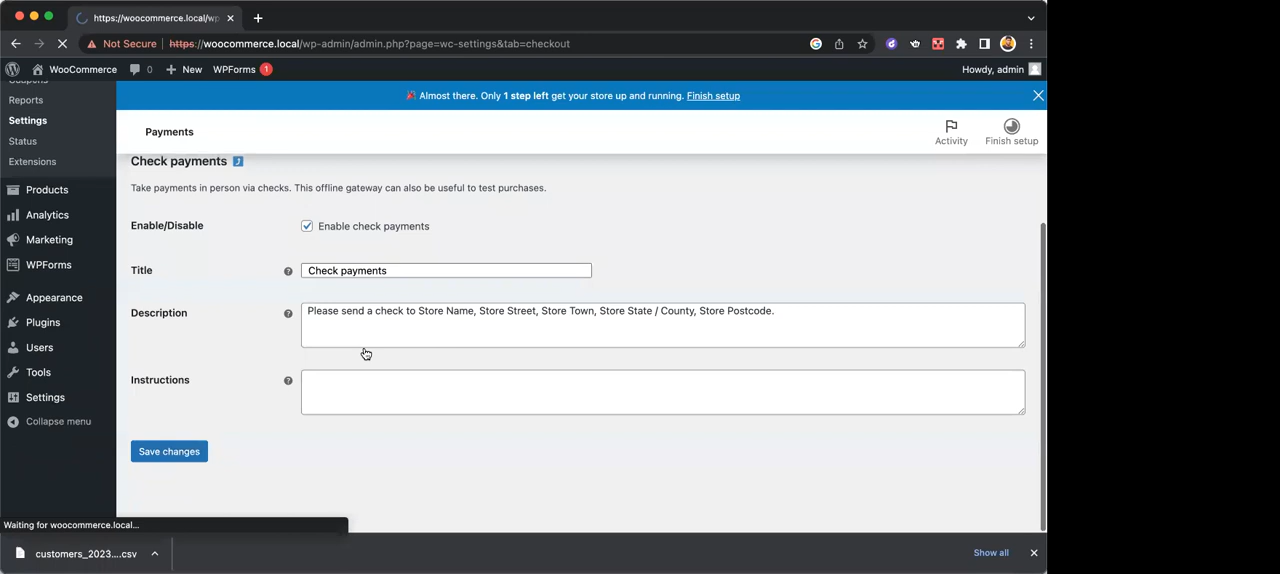 https://woocommerce.local/wp
Not Secure https://woocommerce.local/wp-admin/admin.php?page=wc-settings&tab=checkout
WooCommerce 0 New WPForms 1 Howdy, admin
Coupons
Reports
Settings
Status
Extensions
Products
Analytics
Marketing
WPForms
Appearance
Plugins
Users
Tools
Settings
Collapse menu
Almost there. Only 1 step left get your store up and running. Finish setup
Payments
Activity
Finish setup
Check payments
Take payments in person via checks. This offline gateway can also be useful to test purchases.
Enable/Disable
Enable check payments
Title
Check payments
Description
Please send a check to Store Name, Store Street, Store Town, Store State / County, Store Postcode.
Instructions
Save changes
Waiting for woocommerce.local...
customers_2023....csv
Show all